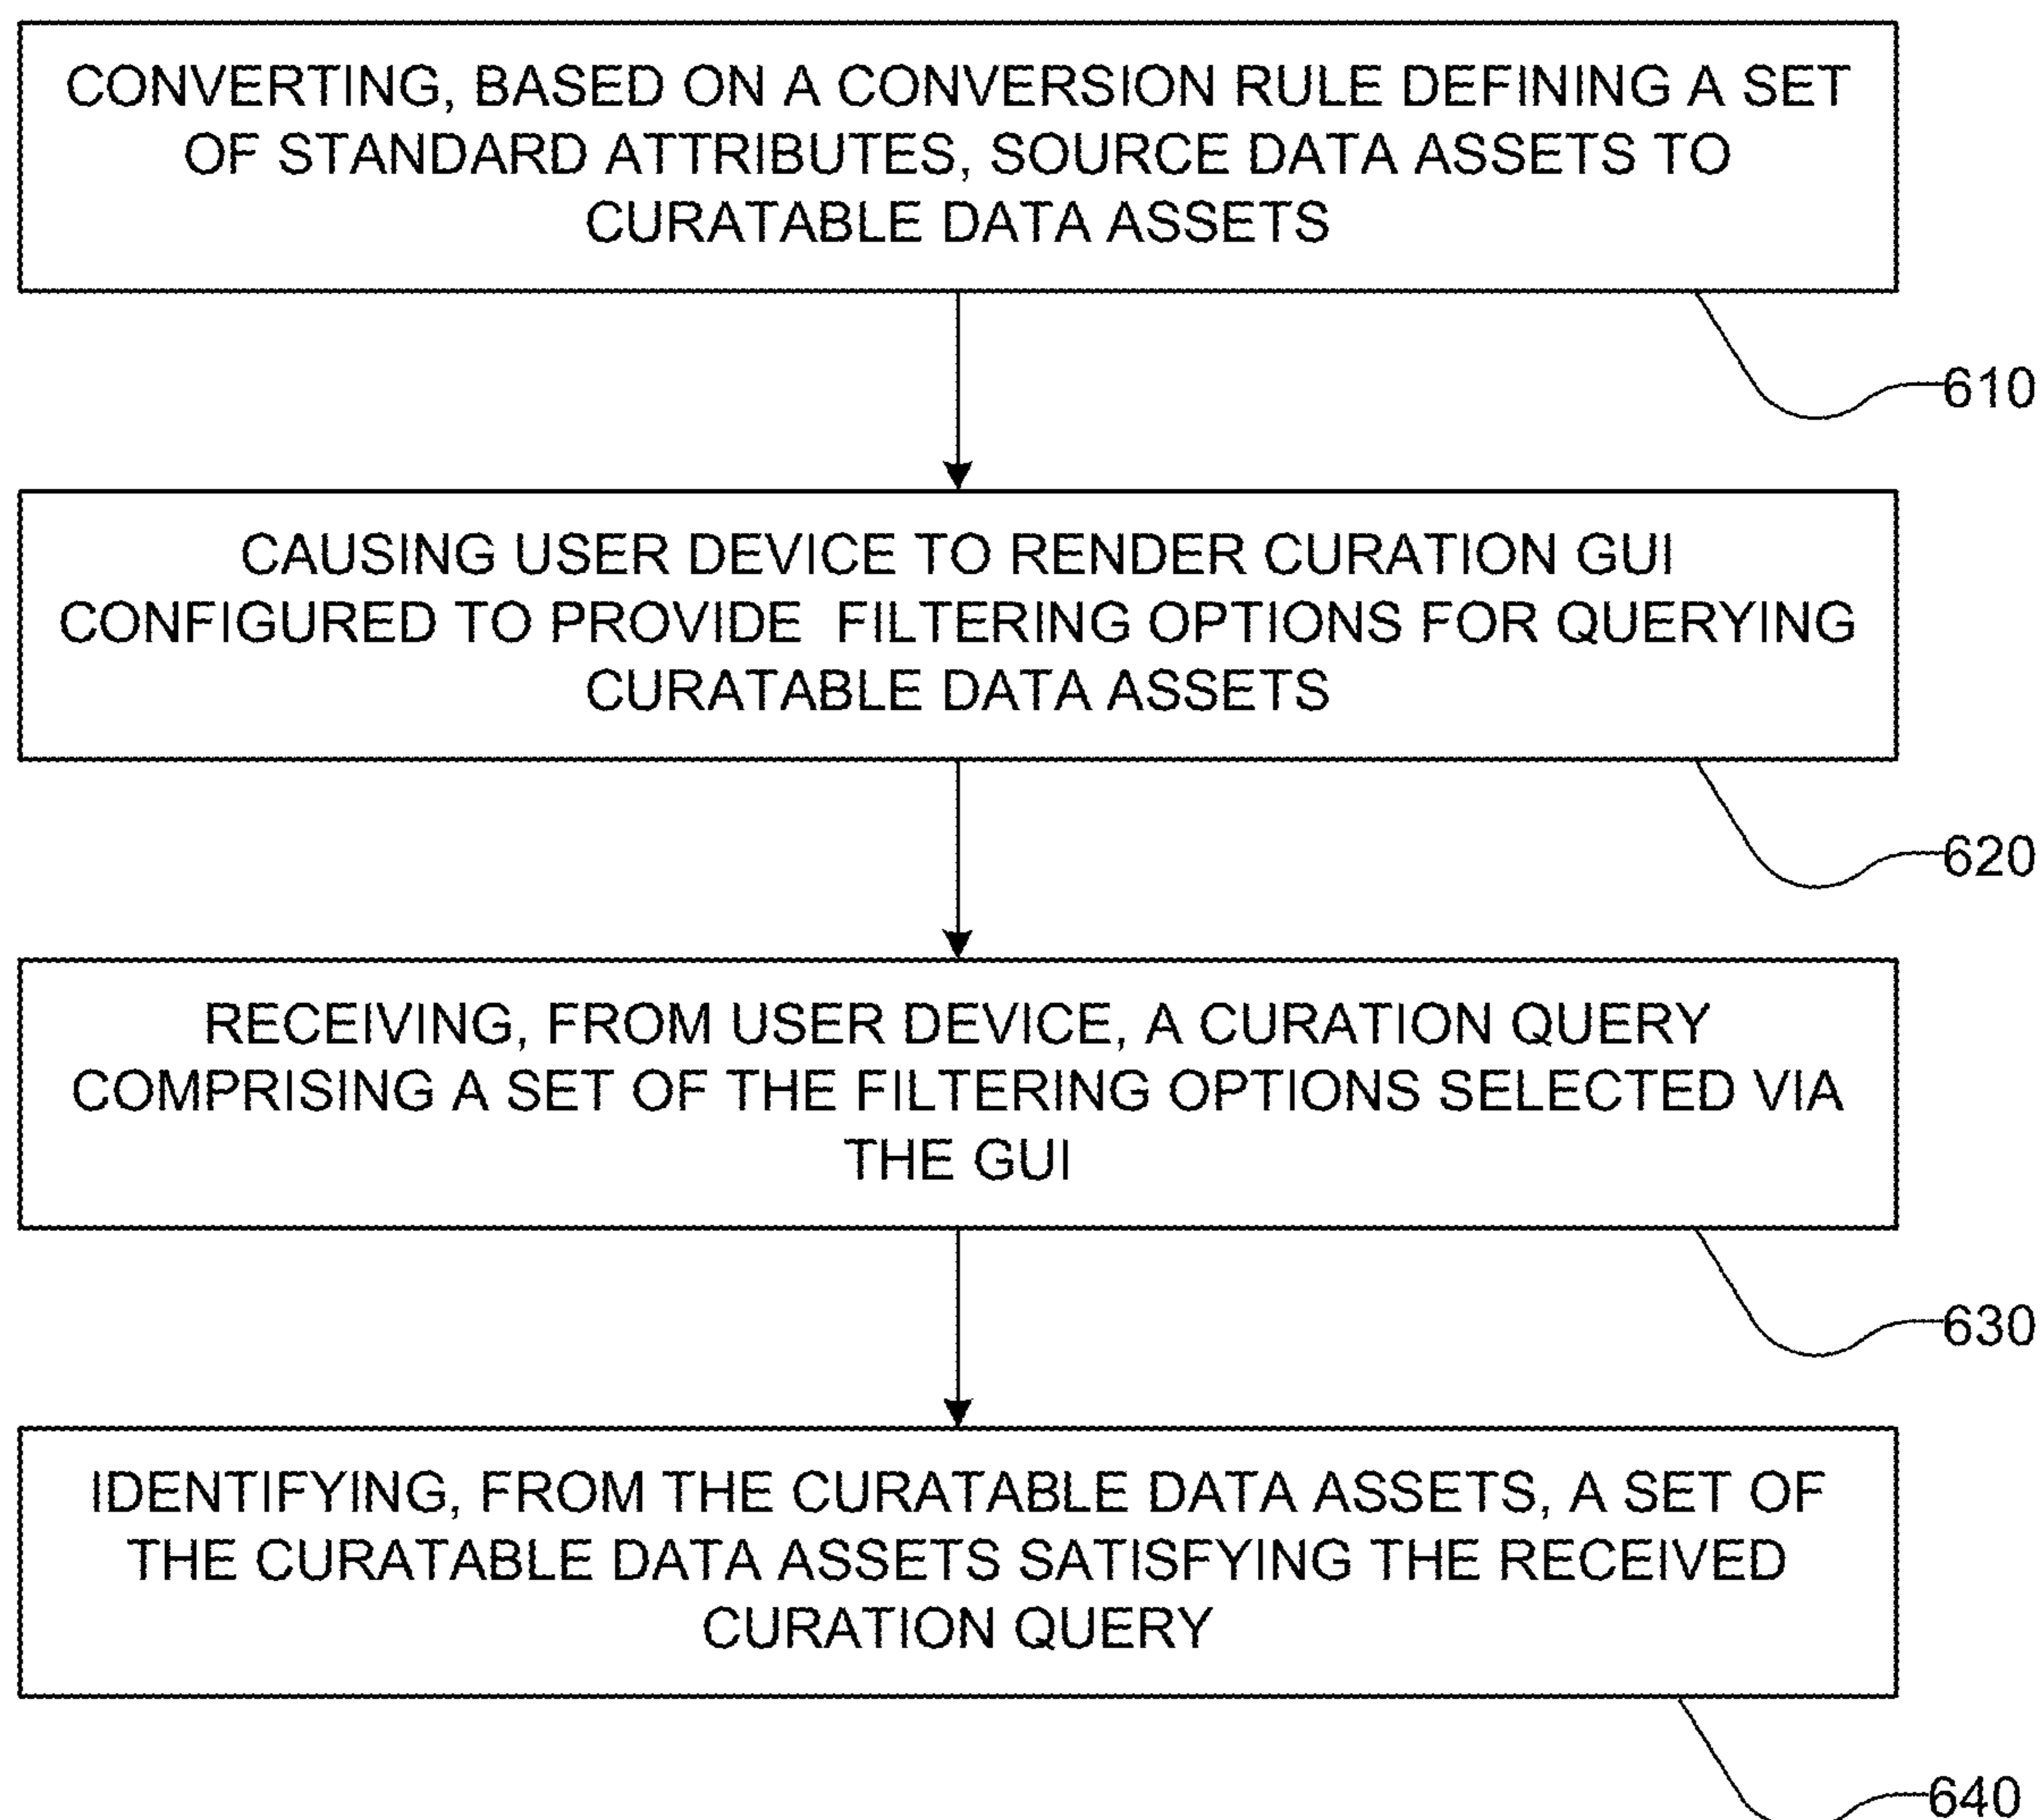 CONVERTING, BASED ON A CONVERSION RULE DEFINING A SET
OF STANDARD ATTRIBUTES, SOURCE DATA ASSETS TO
CURATABLE DATA ASSETS
610
CAUSING USER DEVICE TO RENDER CURATION GUI
CONFIGURED TO PROVIDE FILTERING OPTIONS FOR QUERYING
CURATABLE DATA ASSETS
620
RECEIVING, FROM USER DEVICE, A CURATION QUERY
COMPRISING A SET OF THE FILTERING OPTIONS SELECTED VIA
THE GUI
630
IDENTIFYING, FROM THE CURATABLE DATA ASSETS, A SET OF
THE CURATABLE DATA ASSETS SATISFYING THE RECEIVED
CURATION QUERY
640